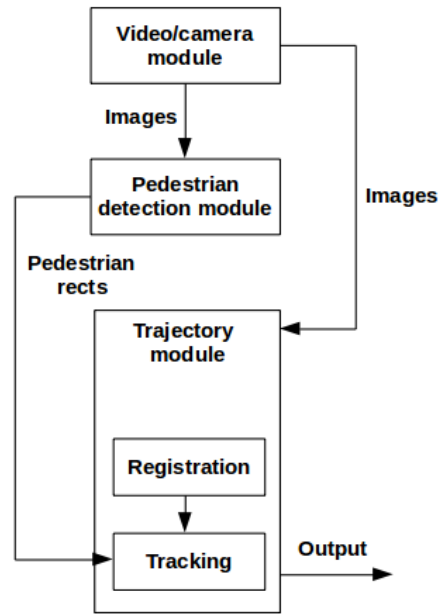 Video/camera
module
Images
Pedestrian
detection module
Images
Pedestrian
rects
Trajectory
module
Registration
Tracking
Output